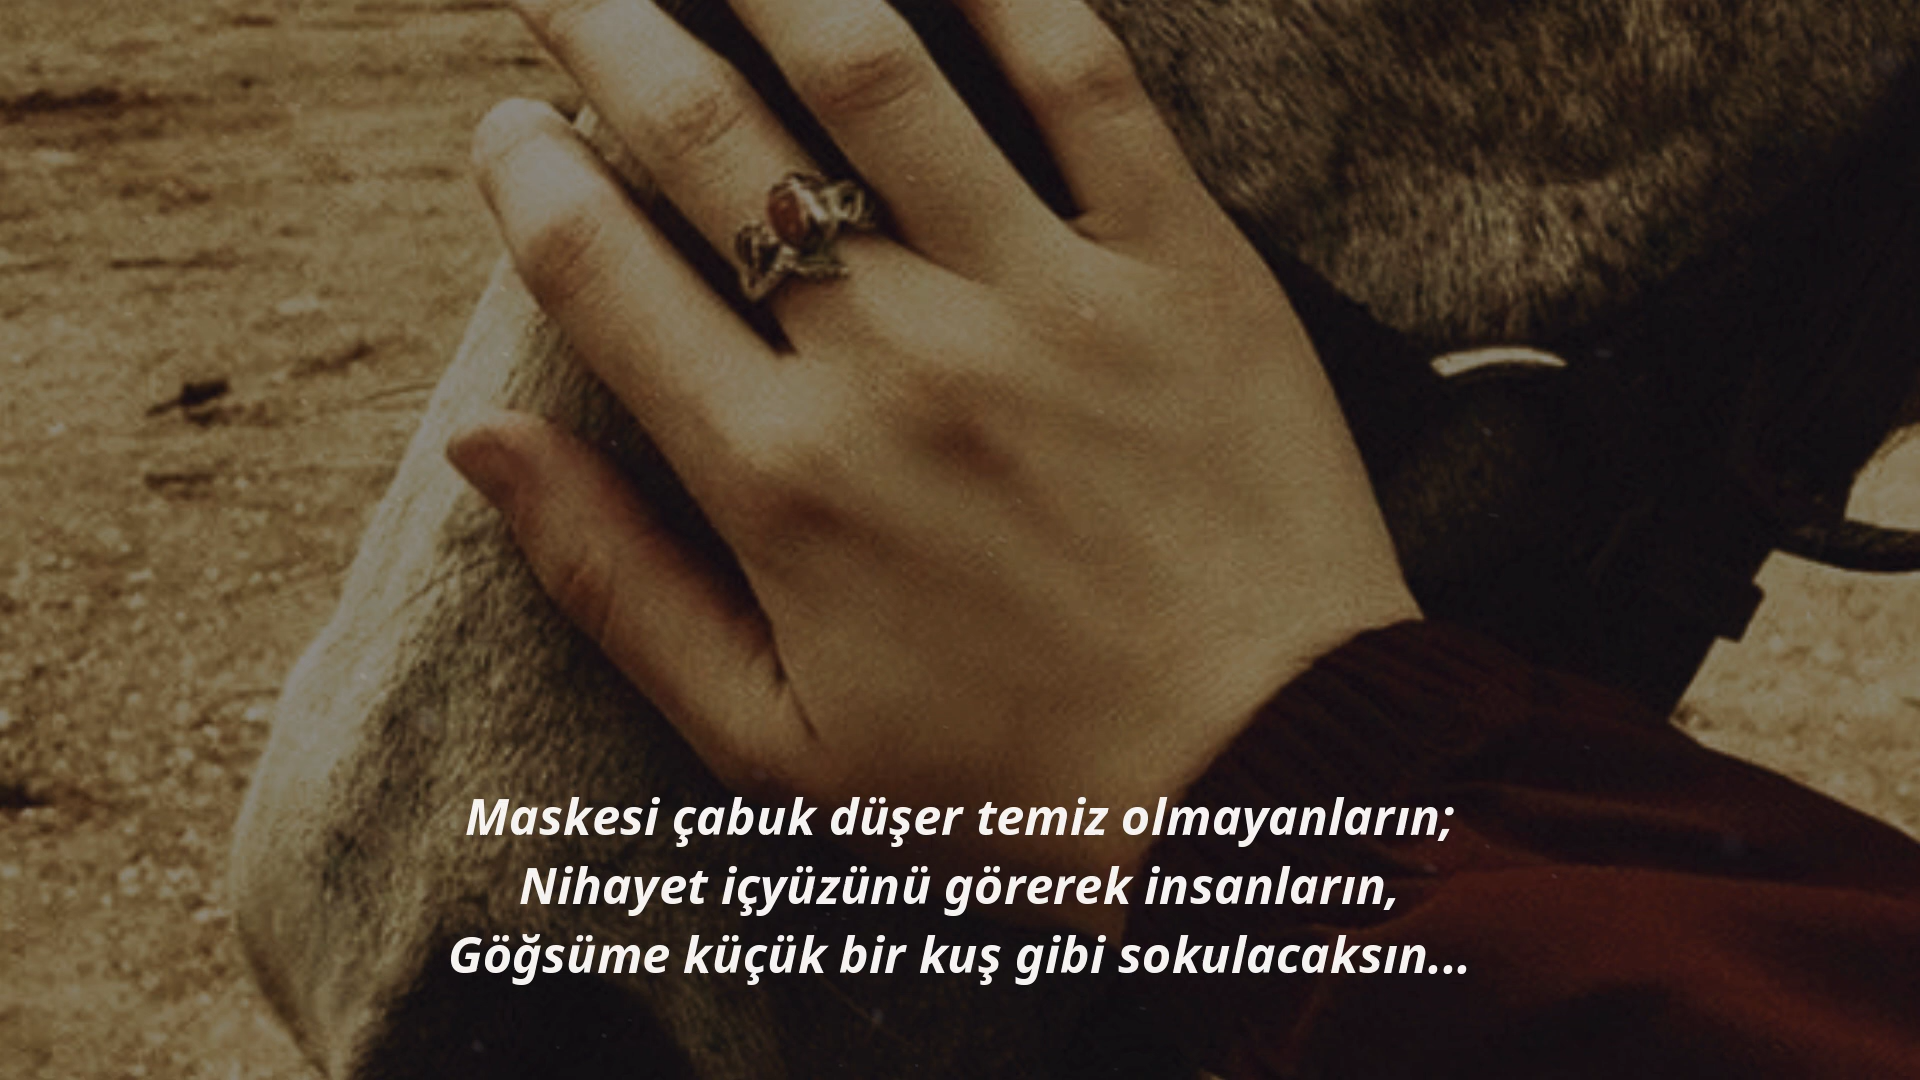 Maskesi çabuk düşer temiz olmayanların;
Nihayet içyüzünü görerek insanların,
Göğsüme küçük bir kuş gibi sokulacaksın...